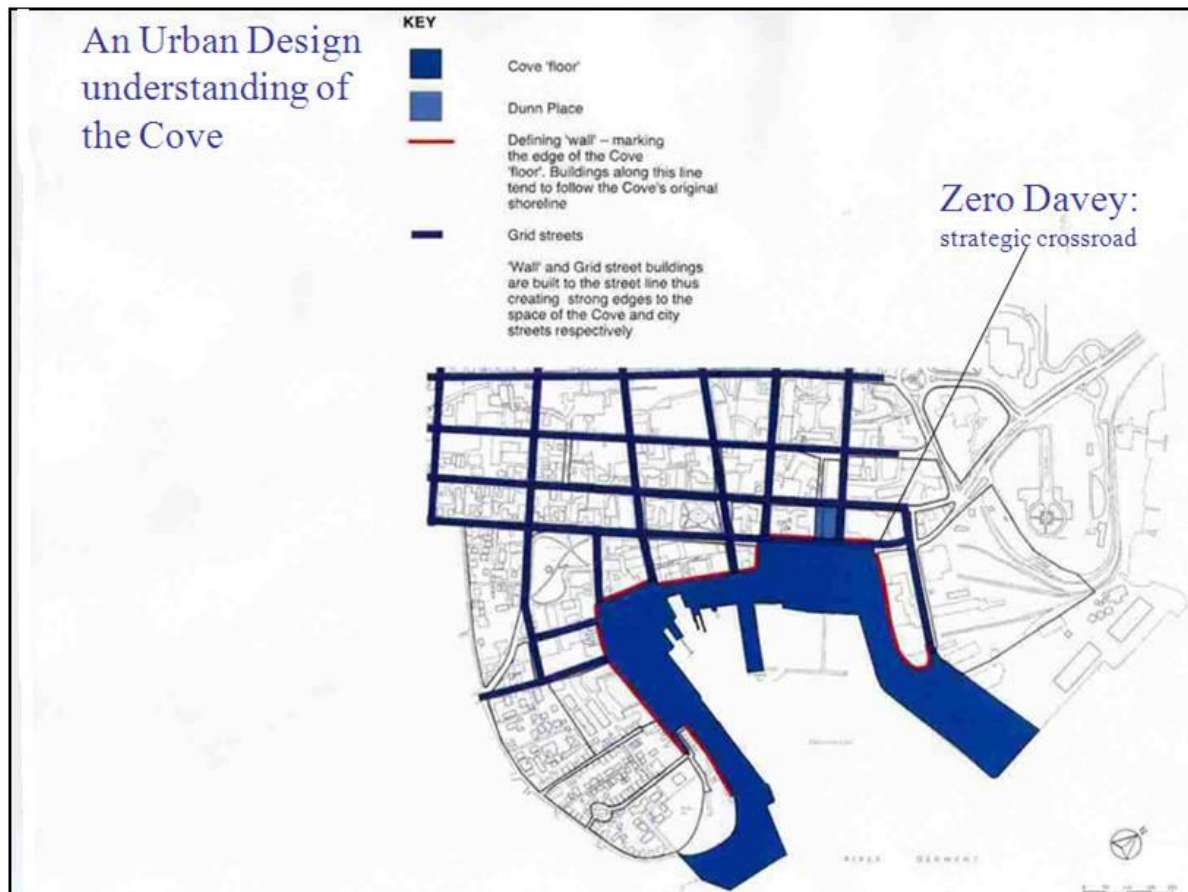 An Urban Design
understanding of
the Cove
KEY
Cove 'floor'
Dunn Place
Defining 'wall' – marking
the edge of the Cove
'floor'. Buildings along this line
tend to follow the Cove's original
shoreline
Grid streets
'Wall' and Grid street buildings
are built to the street line thus
creating strong edges to the
space of the Cove and city
streets respectively
Zero Davey:
strategic crossroad